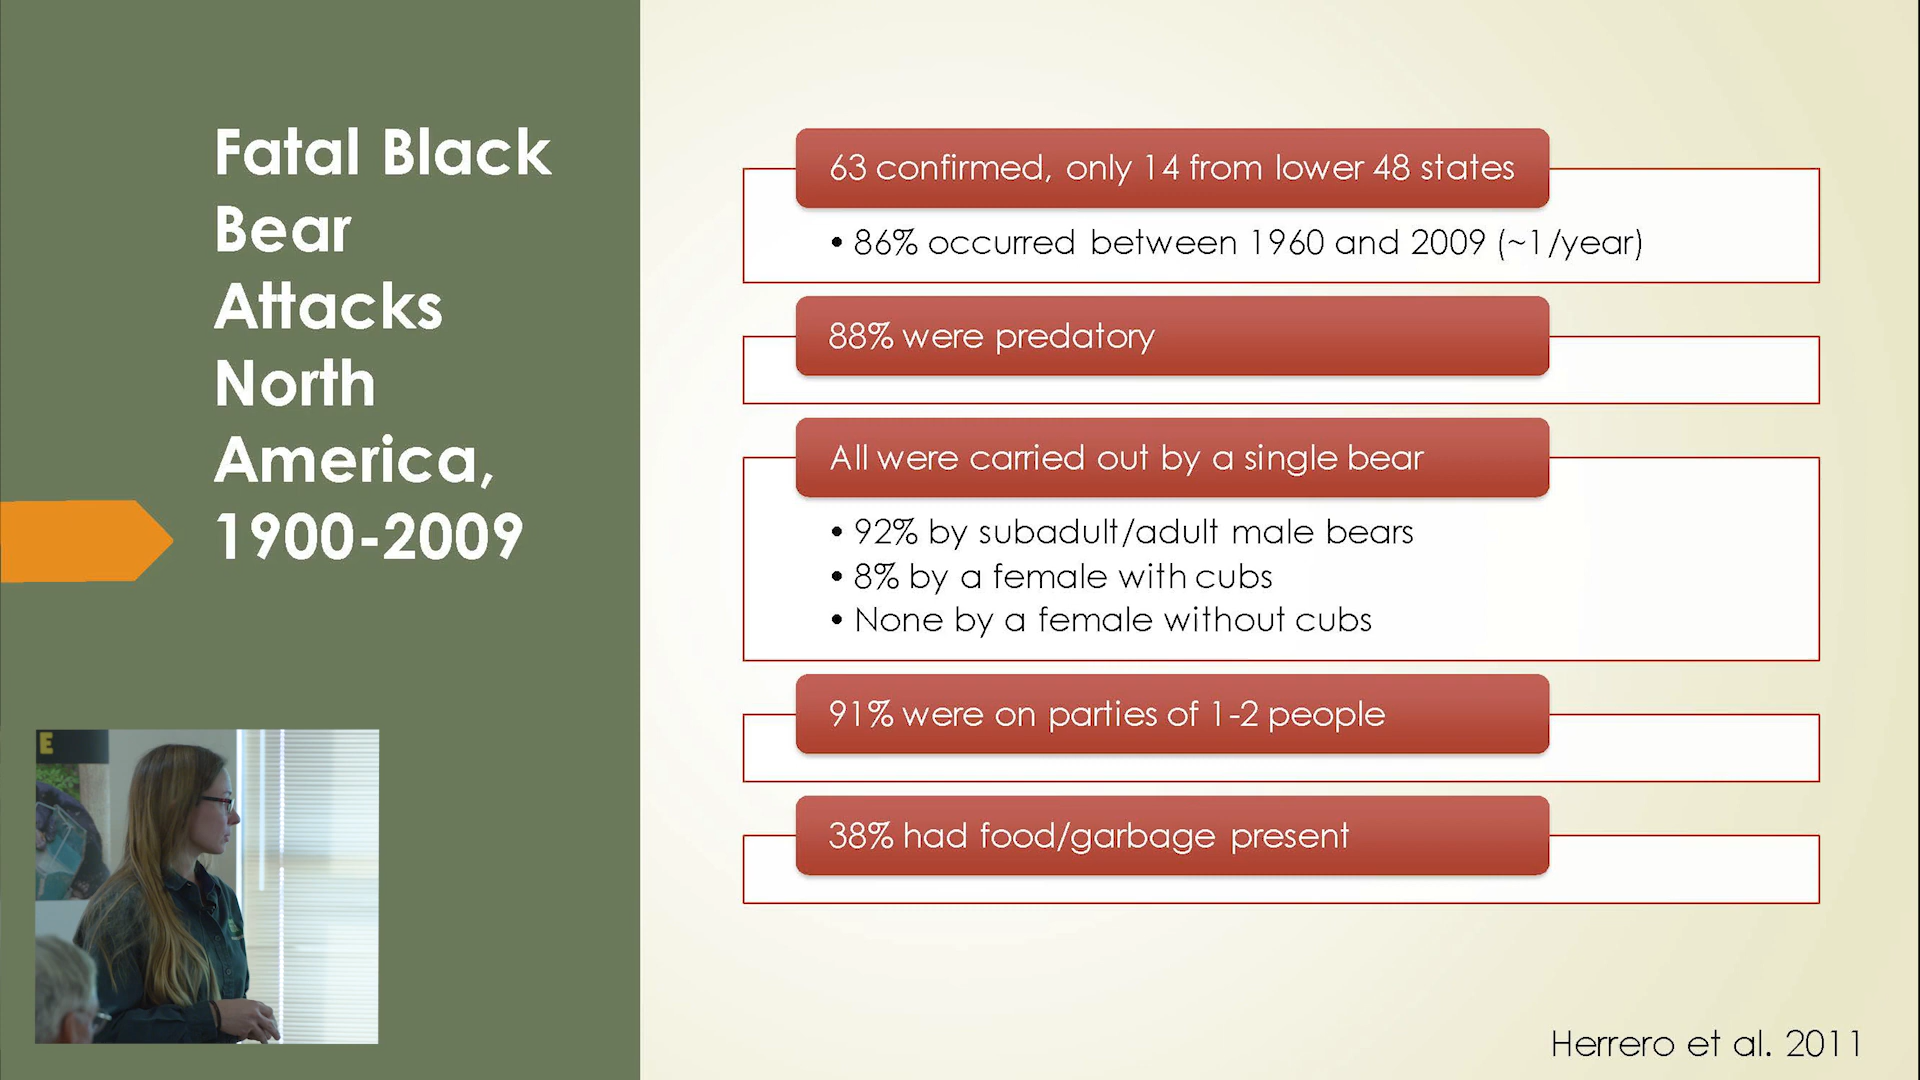 Fatal Black
Bear
Attacks
North
America,
1900-2009
63 confirmed, only 14 from lower 48 states
• 86% occurred between 1960 and 2009 (~1/year)
88% were predatory
All were carried out by a single bear
• 92% by subadult/adult male bears
• 8% by a female with cubs
• None by a female without cubs
91% were on parties of 1-2 people
38% had food/garbage present
E
Herrero et al. 2011